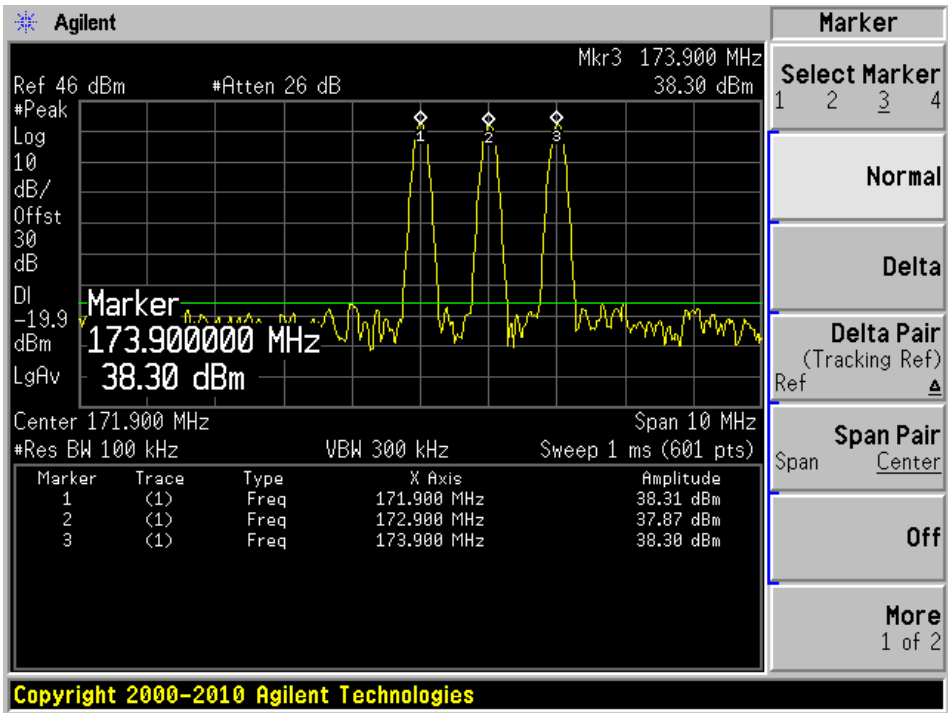 Agilent
Marker
Mkr3 173.900 MHz
Ref 46 dBm #Atten 26 dB 38.30 dBm
#Peak
Log
10
dB/
Offst
30
dB
DI
-19.9
dBm
LgAv
1 2 3
Marker
173.900000 MHz
38.30 dBm
Center 171.900 MHz Span 10 MHz
#Res BW 100 kHz VBW 300 kHz Sweep 1 ms (601 pts)
Marker Trace Type X Axis Amplitude
1 (1) Freq 171.900 MHz 38.31 dBm
2 (1) Freq 172.900 MHz 37.87 dBm
3 (1) Freq 173.900 MHz 38.30 dBm
Select Marker
1 2 3 4
Normal
Delta
Delta Pair
(Tracking Ref)
Ref Δ
Span Pair
Span Center
Off
More
1 of 2
Copyright 2000-2010 Agilent Technologies